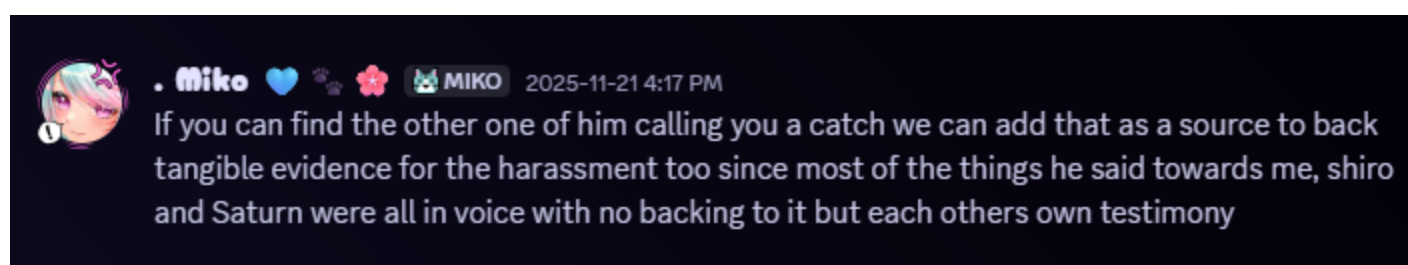 . Miko 💙 🐾 🌸 MIKO 2025-11-21 4:17 PM
If you can find the other one of him calling you a catch we can add that as a source to back
tangible evidence for the harassment too since most of the things he said towards me, shiro
and Saturn were all in voice with no backing to it but each others own testimony